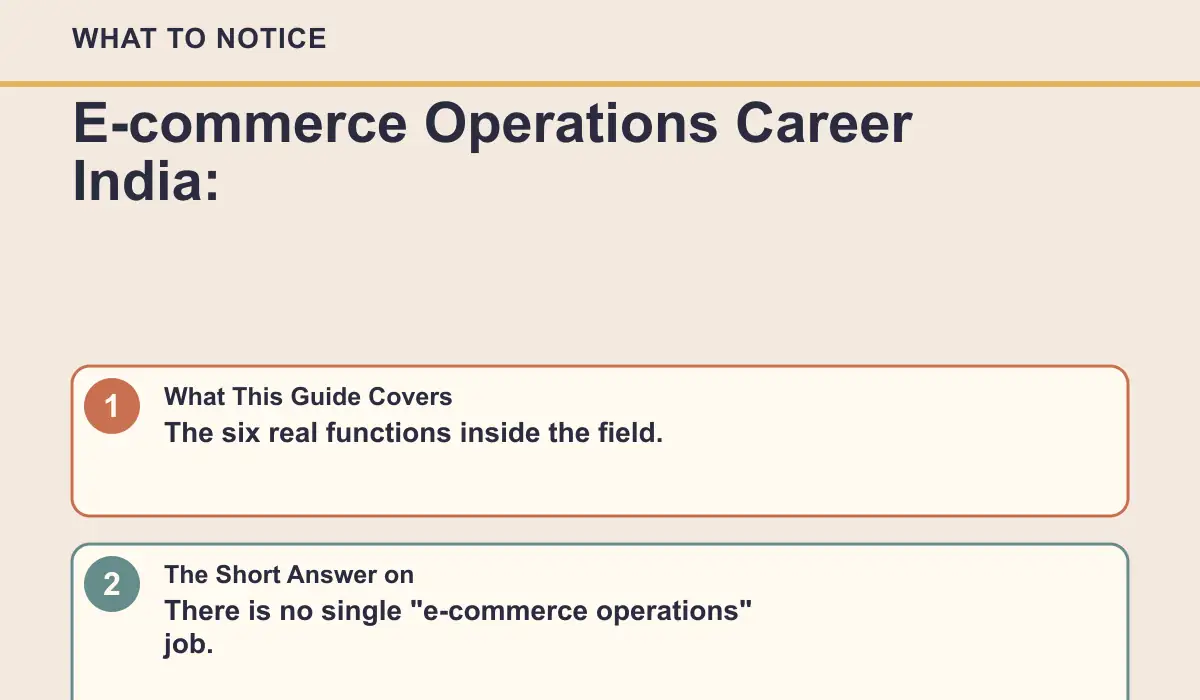 WHAT TO NOTICE
E-commerce Operations Career
India:
1
What This Guide Covers
The six real functions inside the field.
2
The Short Answer on
There is no single "e-commerce operations"
job.